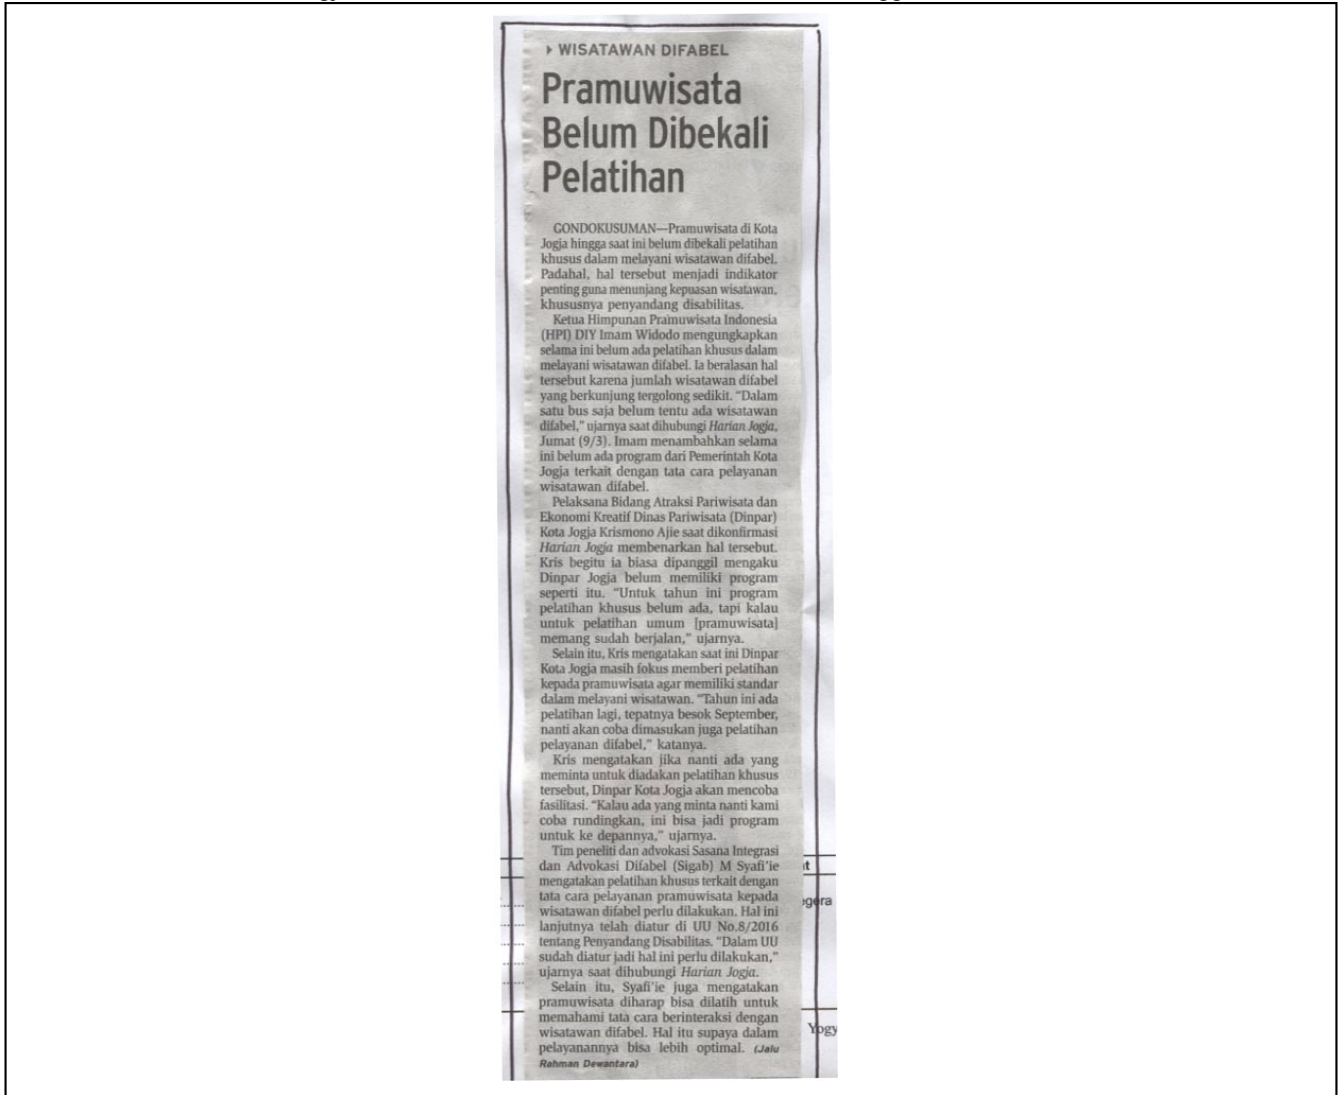 ▸ WISATAWAN DIFABEL
Pramuwisata
Belum Dibekali
Pelatihan
GONDOKUSUMAN—Pramuwisata di Kota
Jogja hingga saat ini belum dibekali pelatihan
khusus dalam melayani wisatawan difabel.
Padahal, hal tersebut menjadi indikator
penting guna menunjang kepuasan wisatawan,
khususnya penyandang disabilitas.
Ketua Himpunan Pramuwisata Indonesia
(HPI) DIY Imam Widodo mengungkapkan
selama ini belum ada pelatihan khusus dalam
melayani wisatawan difabel. Ia beralasan hal
tersebut karena jumlah wisatawan difabel
yang berkunjung tergolong sedikit. “Dalam
satu bus saja belum tentu ada wisatawan
difabel,” ujarnya saat dihubungi Harian Jogja,
Jumat (9/3). Imam menambahkan selama
ini belum ada program dari Pemerintah Kota
Jogja terkait dengan tata cara pelayanan
wisatawan difabel.
Pelaksana Bidang Atraksi Pariwisata dan
Ekonomi Kreatif Dinas Pariwisata (Dinpar)
Kota Jogja Krismono Ajie saat dikonfirmasi
Harian Jogja membenarkan hal tersebut.
Kris begitu ia biasa dipanggil mengaku
Dinpar Jogja belum memiliki program
seperti itu. “Untuk tahun ini program
pelatihan khusus belum ada, tapi kalau
untuk pelatihan umum [pramuwisata]
memang sudah berjalan,” ujarnya.
Selain itu, Kris mengatakan saat ini Dinpar
Kota Jogja masih fokus memberi pelatihan
kepada pramuwisata agar memiliki standar
dalam melayani wisatawan. “Tahun ini ada
pelatihan lagi, tepatnya besok September,
nanti akan coba dimasukan juga pelatihan
pelayanan difabel,” katanya.
Kris mengatakan jika nanti ada yang
meminta untuk diadakan pelatihan khusus
tersebut, Dinpar Kota Jogja akan mencoba
fasilitasi. “Kalau ada yang minta nanti kami
coba rundingkan, ini bisa jadi program
untuk ke depannya,” ujarnya.
Tim peneliti dan advokasi Sasana Integrasi
dan Advokasi Difabel (Sigab) M Syafi’ie
mengatakan pelatihan khusus terkait dengan
tata cara pelayanan pramuwisata kepada
wisatawan difabel perlu dilakukan. Hal ini
lanjutnya telah diatur di UU No.8/2016
tentang Penyandang Disabilitas. “Dalam UU
sudah diatur jadi hal ini perlu dilakukan,”
ujarnya saat dihubungi Harian Jogja.
Selain itu, Syafi’ie juga mengatakan
pramuwisata diharap bisa dilatih untuk
memahami tata cara berinteraksi dengan
wisatawan difabel. Hal itu supaya dalam
pelayanannya bisa lebih optimal. (Jalu
Rahman Dewantara)